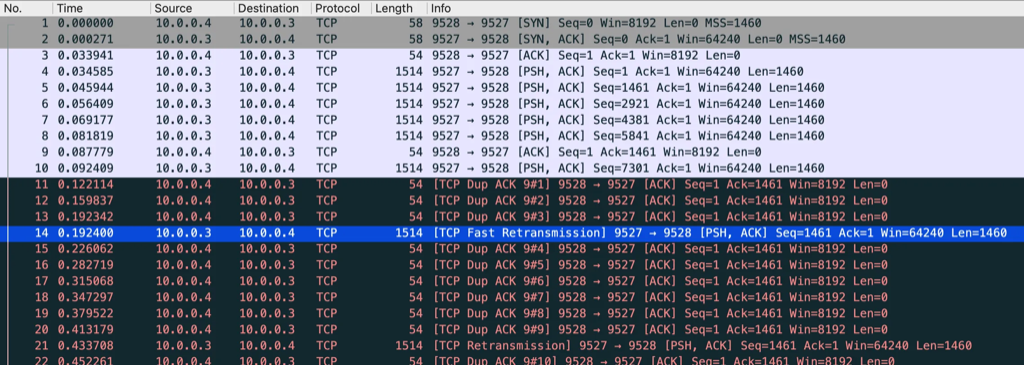 No. Time Source Destination Protocol Length Info
1 0.000000 10.0.0.4 10.0.0.3 TCP 58 9528 → 9527 [SYN] Seq=0 Win=8192 Len=0 MSS=1460
2 0.000271 10.0.0.3 10.0.0.4 TCP 58 9527 → 9528 [SYN, ACK] Seq=0 Ack=1 Win=64240 Len=0 MSS=1460
3 0.033941 10.0.0.4 10.0.0.3 TCP 54 9528 → 9527 [ACK] Seq=1 Ack=1 Win=8192 Len=0
4 0.034585 10.0.0.3 10.0.0.4 TCP 1514 9527 → 9528 [PSH, ACK] Seq=1 Ack=1 Win=64240 Len=1460
5 0.045944 10.0.0.3 10.0.0.4 TCP 1514 9527 → 9528 [PSH, ACK] Seq=1461 Ack=1 Win=64240 Len=1460
6 0.056409 10.0.0.3 10.0.0.4 TCP 1514 9527 → 9528 [PSH, ACK] Seq=2921 Ack=1 Win=64240 Len=1460
7 0.069177 10.0.0.3 10.0.0.4 TCP 1514 9527 → 9528 [PSH, ACK] Seq=4381 Ack=1 Win=64240 Len=1460
8 0.081819 10.0.0.3 10.0.0.4 TCP 1514 9527 → 9528 [PSH, ACK] Seq=5841 Ack=1 Win=64240 Len=1460
9 0.087779 10.0.0.4 10.0.0.3 TCP 54 9528 → 9527 [ACK] Seq=1 Ack=1461 Win=8192 Len=0
10 0.092409 10.0.0.3 10.0.0.4 TCP 1514 9527 → 9528 [PSH, ACK] Seq=7301 Ack=1 Win=64240 Len=1460
11 0.122114 10.0.0.4 10.0.0.3 TCP 54 [TCP Dup ACK 9#1] 9528 → 9527 [ACK] Seq=1 Ack=1461 Win=8192 Len=0
12 0.159837 10.0.0.4 10.0.0.3 TCP 54 [TCP Dup ACK 9#2] 9528 → 9527 [ACK] Seq=1 Ack=1461 Win=8192 Len=0
13 0.192342 10.0.0.4 10.0.0.3 TCP 54 [TCP Dup ACK 9#3] 9528 → 9527 [ACK] Seq=1 Ack=1461 Win=8192 Len=0
14 0.192400 10.0.0.3 10.0.0.4 TCP 1514 [TCP Fast Retransmission] 9527 → 9528 [PSH, ACK] Seq=1461 Ack=1 Win=64240 Len=1460
15 0.226062 10.0.0.4 10.0.0.3 TCP 54 [TCP Dup ACK 9#4] 9528 → 9527 [ACK] Seq=1 Ack=1461 Win=8192 Len=0
16 0.282719 10.0.0.4 10.0.0.3 TCP 54 [TCP Dup ACK 9#5] 9528 → 9527 [ACK] Seq=1 Ack=1461 Win=8192 Len=0
17 0.315068 10.0.0.4 10.0.0.3 TCP 54 [TCP Dup ACK 9#6] 9528 → 9527 [ACK] Seq=1 Ack=1461 Win=8192 Len=0
18 0.347297 10.0.0.4 10.0.0.3 TCP 54 [TCP Dup ACK 9#7] 9528 → 9527 [ACK] Seq=1 Ack=1461 Win=8192 Len=0
19 0.379522 10.0.0.4 10.0.0.3 TCP 54 [TCP Dup ACK 9#8] 9528 → 9527 [ACK] Seq=1 Ack=1461 Win=8192 Len=0
20 0.413179 10.0.0.4 10.0.0.3 TCP 54 [TCP Dup ACK 9#9] 9528 → 9527 [ACK] Seq=1 Ack=1461 Win=8192 Len=0
21 0.433708 10.0.0.3 10.0.0.4 TCP 1514 [TCP Retransmission] 9527 → 9528 [PSH, ACK] Seq=1461 Ack=1 Win=64240 Len=1460
22 0.452261 10.0.0.4 10.0.0.3 TCP 54 [TCP Dup ACK 9#10] 9528 → 9527 [ACK] Seq=1 Ack=1461 Win=8192 Len=0